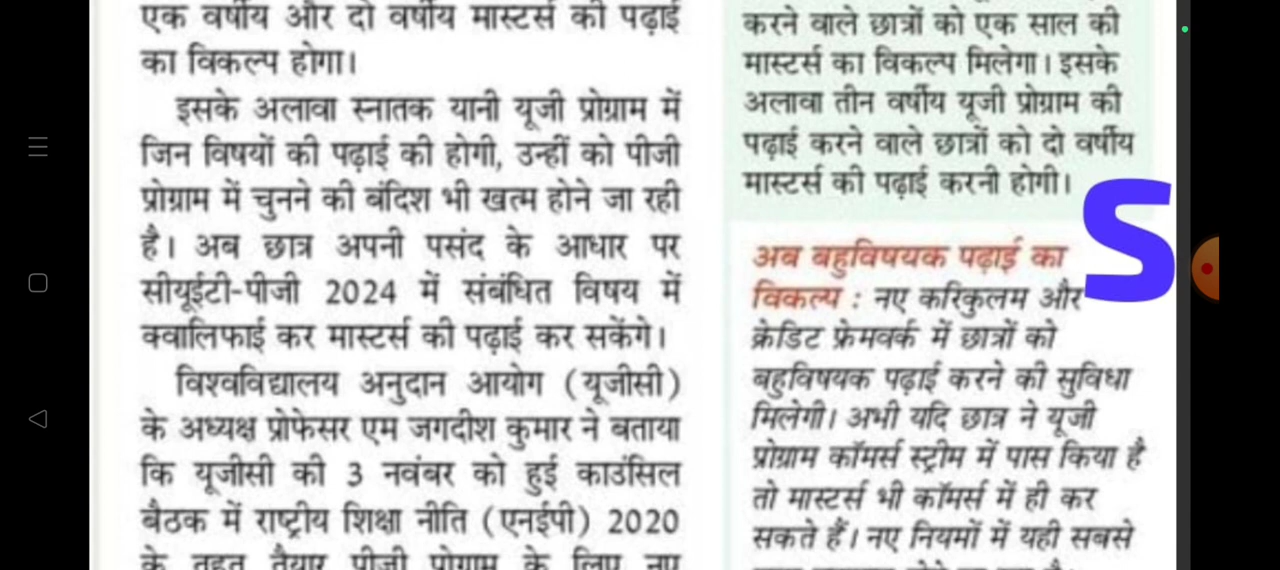 एक वर्षीय और दो वर्षीय मास्टर्स की पढ़ाई
का विकल्प होगा।
इसके अलावा स्नातक यानी यूजी प्रोग्राम में
जिन विषयों की पढ़ाई की होगी, उन्हीं को पीजी
प्रोग्राम में चुनने की बंदिश भी खत्म होने जा रही
है। अब छात्र अपनी पसंद के आधार पर
सीयूईटी-पीजी 2024 में संबंधित विषय में
क्वालिफाई कर मास्टर्स की पढ़ाई कर सकेंगे।
विश्वविद्यालय अनुदान आयोग (यूजीसी)
के अध्यक्ष प्रोफेसर एम जगदीश कुमार ने बताया
कि यूजीसी की 3 नवंबर को हुई काउंसिल
बैठक में राष्ट्रीय शिक्षा नीति (एनईपी) 2020
के तहत तैयार पीजी प्रोग्राम के लिए नए
करने वाले छात्रों को एक साल की
मास्टर्स का विकल्प मिलेगा। इसके
अलावा तीन वर्षीय यूजी प्रोग्राम की
पढ़ाई करने वाले छात्रों को दो वर्षीय
मास्टर्स की पढ़ाई करनी होगी।
S
अब बहुविषयक पढ़ाई का
विकल्प : नए करिकुलम और
क्रेडिट फ्रेमवर्क में छात्रों को
बहुविषयक पढ़ाई करने की सुविधा
मिलेगी। अभी यदि छात्र ने यूजी
प्रोग्राम कॉमर्स स्ट्रीम में पास किया है
तो मास्टर्स भी कॉमर्स में ही कर
सकते हैं। नए नियमों में यही सबसे